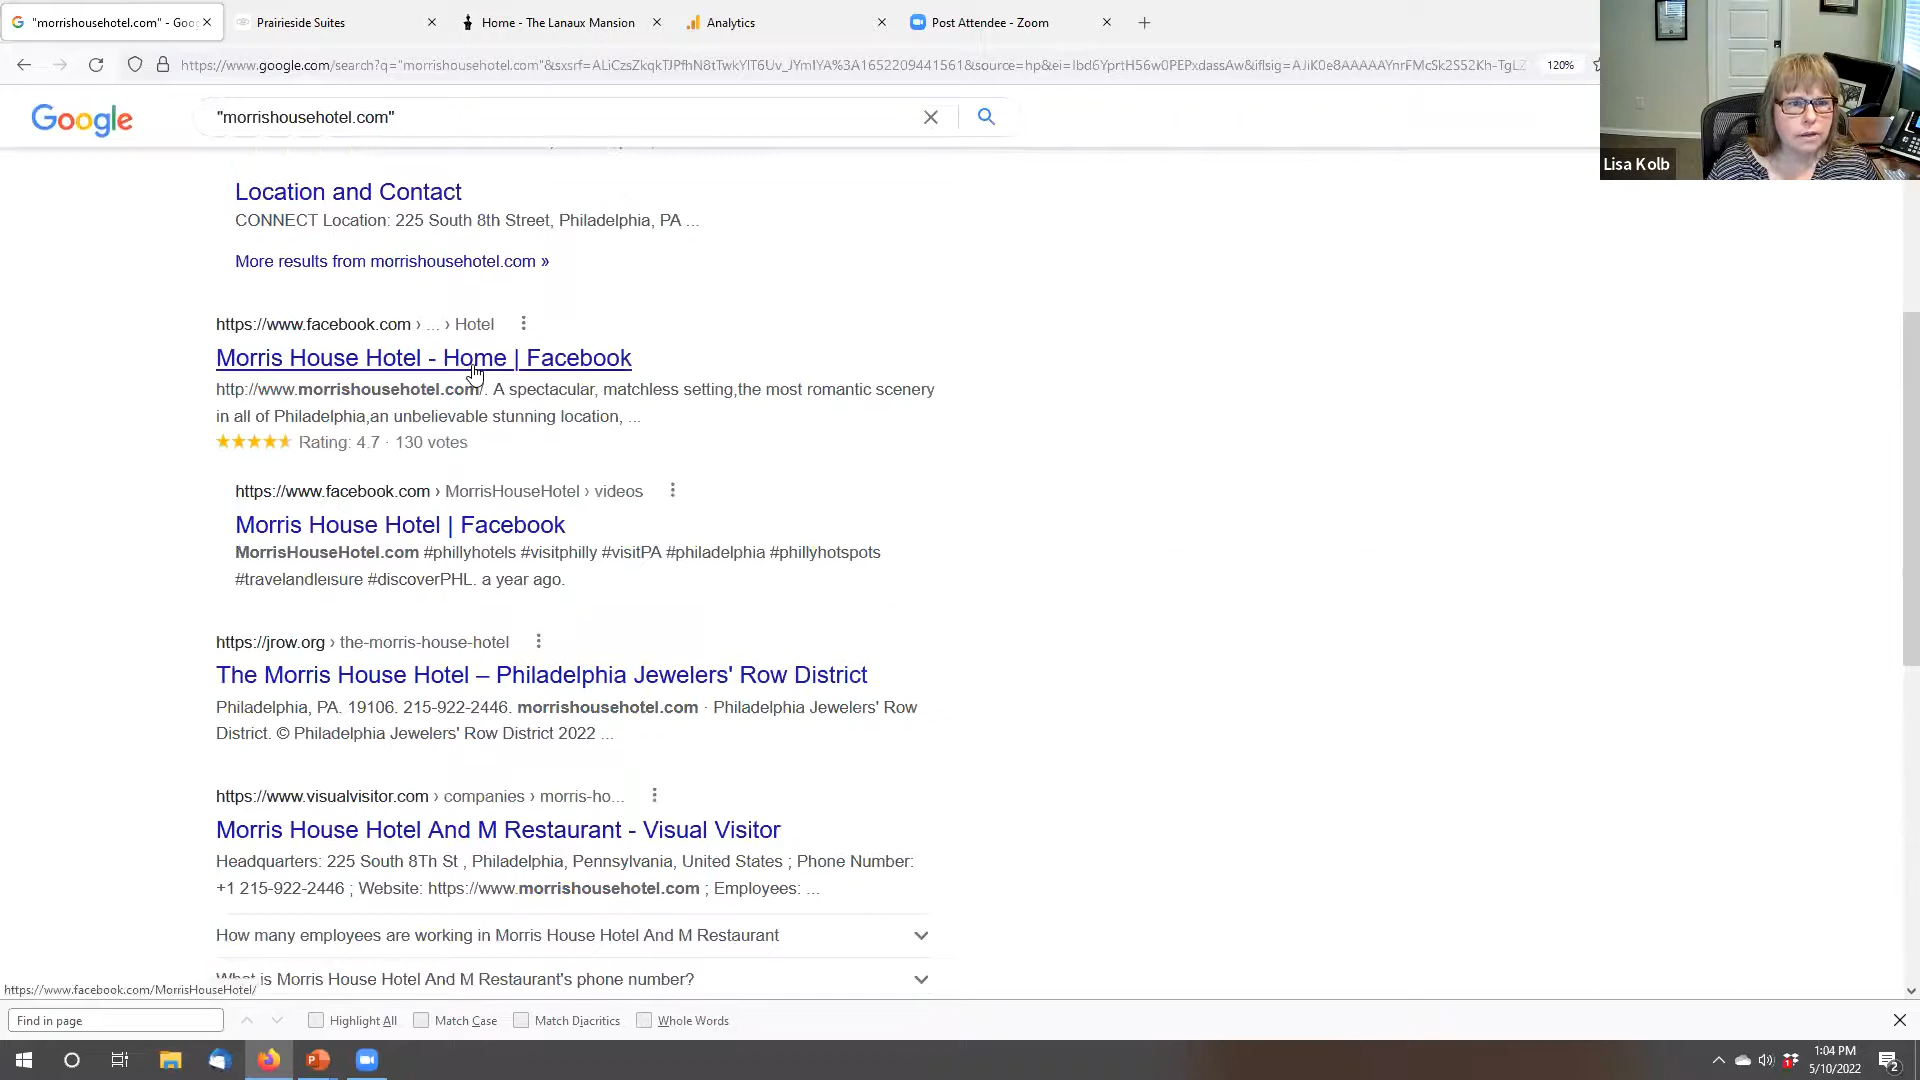 "morrishousehotel.com" - Goo
Prairieside Suites
Home - The Lanaux Mansion
Analytics
Post Attendee - Zoom
https://www.google.com/search?q="morrishousehotel.com"&sxsrf=ALiCzsZkqkTJPfhN8tTwkYIT6Uv_JYmIYA%3A1652209441561&source=hp&ei=Ibd6YprtH56w0PEPxdassAw&iflsig=AJiK0e8AAAAAYnrFMcSk2S52Kh-TgLZ
120%
Google
"morrishousehotel.com"
Lisa Kolb
Location and Contact
CONNECT Location: 225 South 8th Street, Philadelphia, PA ...
More results from morrishousehotel.com »
https://www.facebook.com › ... › Hotel
Morris House Hotel - Home | Facebook
http://www.morrishousehotel.com/. A spectacular, matchless setting,the most romantic scenery
in all of Philadelphia,an unbelievable stunning location, ...
Rating: 4.7 · 130 votes
https://www.facebook.com › MorrisHouseHotel › videos
Morris House Hotel | Facebook
MorrisHouseHotel.com #phillyhotels #visitphilly #visitPA #philadelphia #phillyhotspots
#travelandleisure #discoverPHL. a year ago.
https://jrow.org › the-morris-house-hotel
The Morris House Hotel – Philadelphia Jewelers' Row District
Philadelphia, PA. 19106. 215-922-2446. morrishousehotel.com · Philadelphia Jewelers' Row
District. © Philadelphia Jewelers' Row District 2022 ...
https://www.visualvisitor.com › companies › morris-ho...
Morris House Hotel And M Restaurant - Visual Visitor
Headquarters: 225 South 8Th St , Philadelphia, Pennsylvania, United States ; Phone Number:
+1 215-922-2446 ; Website: https://www.morrishousehotel.com ; Employees: ...
How many employees are working in Morris House Hotel And M Restaurant
What is Morris House Hotel And M Restaurant's phone number?
https://www.facebook.com/MorrisHouseHotel/
Find in page
Highlight All
Match Case
Match Diacritics
Whole Words
1:04 PM
5/10/2022
2